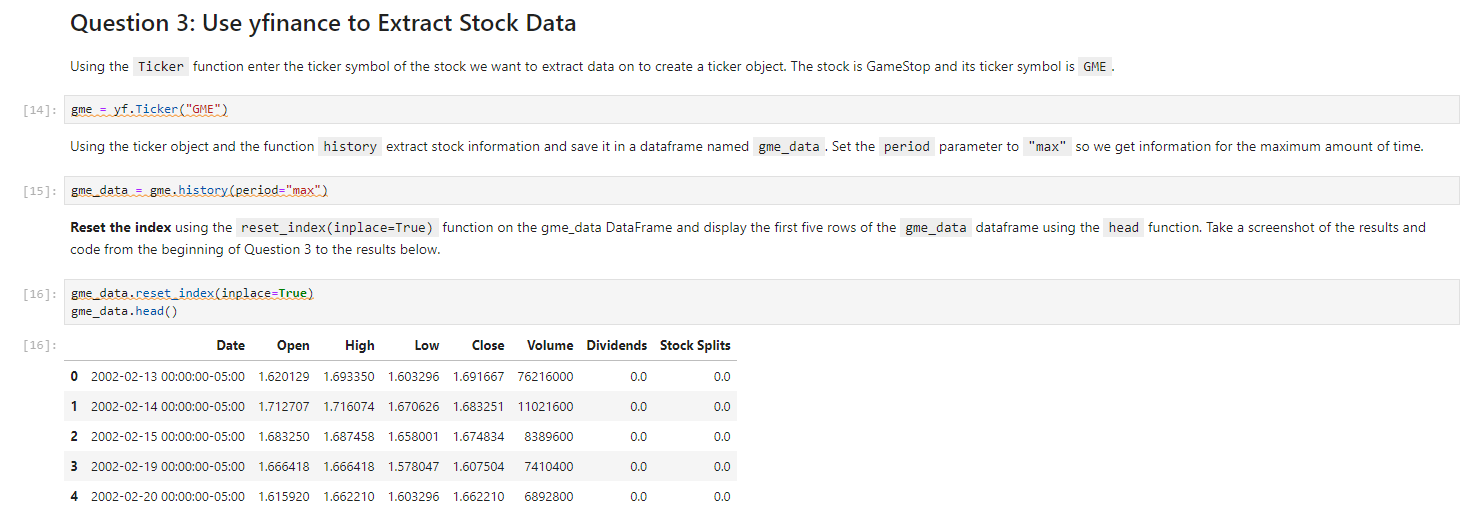 Question 3: Use yfinance to Extract Stock Data
Using the Ticker function enter the ticker symbol of the stock we want to extract data on to create a ticker object. The stock is GameStop and its ticker symbol is GME .
[14]: gme = yf.Ticker("GME")
Using the ticker object and the function history extract stock information and save it in a dataframe named gme_data . Set the period parameter to "max" so we get information for the maximum amount of time.
[15]: gme_data = gme.history(period="max")
Reset the index using the reset_index(inplace=True) function on the gme_data DataFrame and display the first five rows of the gme_data dataframe using the head function. Take a screenshot of the results and
code from the beginning of Question 3 to the results below.
[16]: gme_data.reset_index(inplace=True)
gme_data.head()
[16]: Date Open High Low Close Volume Dividends Stock Splits
0 2002-02-13 00:00:00-05:00 1.620129 1.693350 1.603296 1.691667 76216000 0.0 0.0
1 2002-02-14 00:00:00-05:00 1.712707 1.716074 1.670626 1.683251 11021600 0.0 0.0
2 2002-02-15 00:00:00-05:00 1.683250 1.687458 1.658001 1.674834 8389600 0.0 0.0
3 2002-02-19 00:00:00-05:00 1.666418 1.666418 1.578047 1.607504 7410400 0.0 0.0
4 2002-02-20 00:00:00-05:00 1.615920 1.662210 1.603296 1.662210 6892800 0.0 0.0